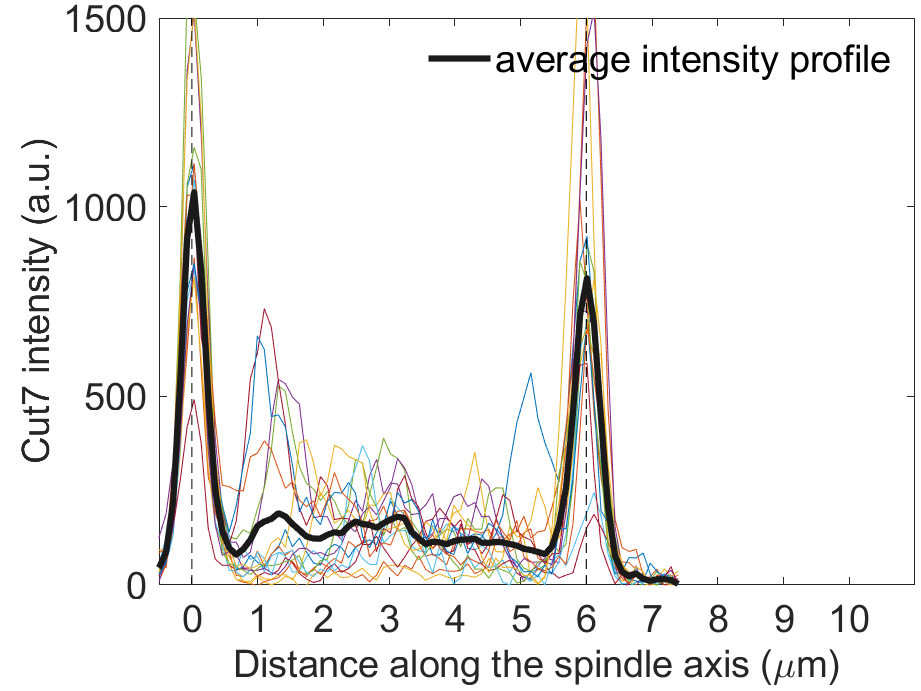 average intensity profile
Cut7 intensity (a.u.)
1500
1000
500
0
0 1 2 3 4 5 6 7 8 9 10
Distance along the spindle axis (μm)